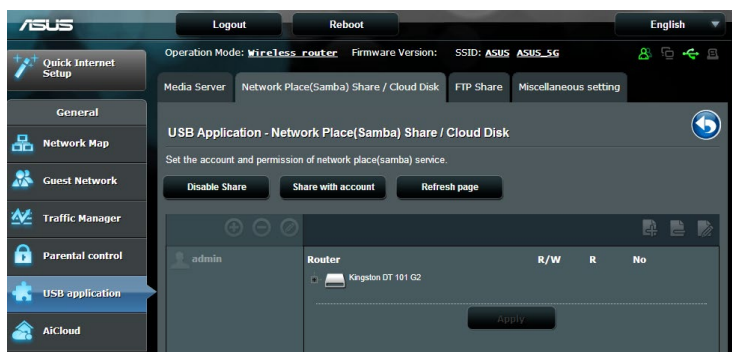 ASUS
Logout
Reboot
English
Quick Internet Setup
Operation Mode: Wireless router Firmware Version: SSID: ASUS ASUS_5G
Media Server
Network Place(Samba) Share / Cloud Disk
FTP Share
Miscellaneous setting
General
Network Map
Guest Network
Traffic Manager
Parental control
USB application
AiCloud
USB Application - Network Place(Samba) Share / Cloud Disk
Set the account and permission of network place(samba) service.
Disable Share
Share with account
Refresh page
admin
Router
R/W
R
No
Kingston DT 101 G2
Apply